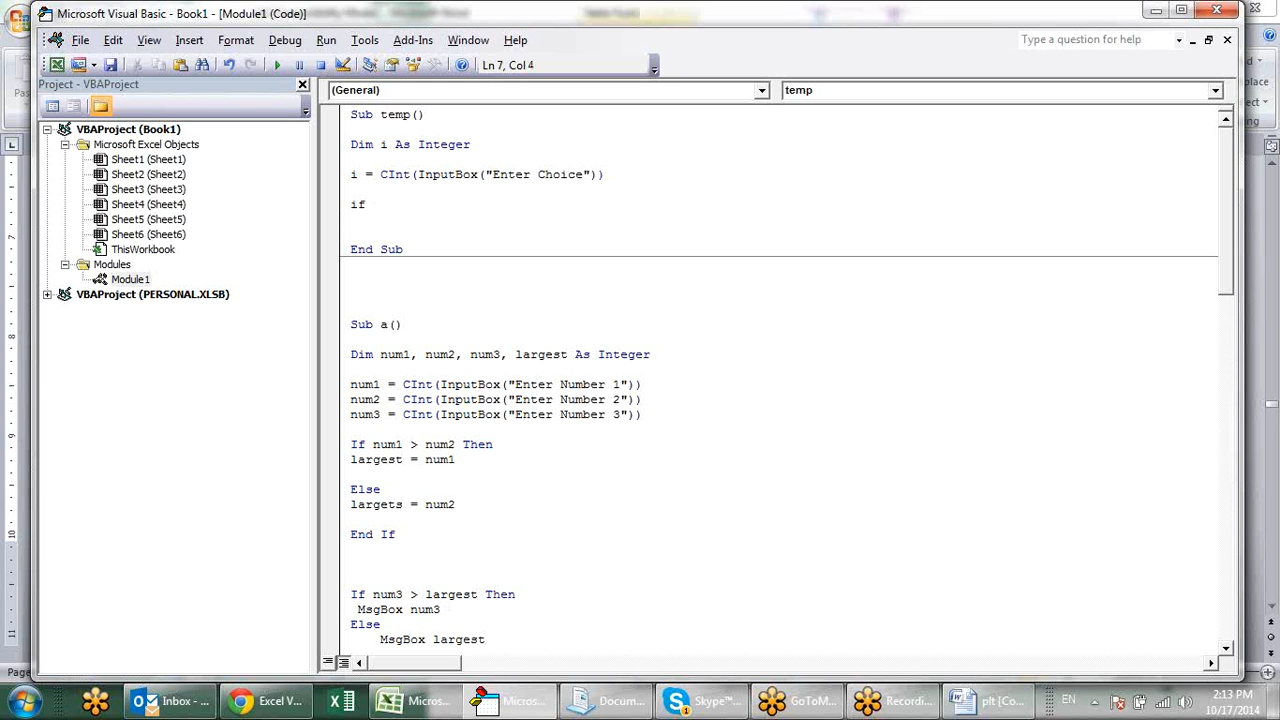 Microsoft Visual Basic - Book1 - [Module1 (Code)]
File Edit View Insert Format Debug Run Tools Add-Ins Window Help
Type a question for help
Ln 7, Col 4
Project - VBAProject
(General)
temp
VBAProject (Book1)
Microsoft Excel Objects
Sheet1 (Sheet1)
Sheet2 (Sheet2)
Sheet3 (Sheet3)
Sheet4 (Sheet4)
Sheet5 (Sheet5)
Sheet6 (Sheet6)
ThisWorkbook
Modules
Module1
VBAProject (PERSONAL.XLSB)
Sub temp()
Dim i As Integer
i = CInt(InputBox("Enter Choice"))
if
End Sub
Sub a()
Dim num1, num2, num3, largest As Integer
num1 = CInt(InputBox("Enter Number 1"))
num2 = CInt(InputBox("Enter Number 2"))
num3 = CInt(InputBox("Enter Number 3"))
If num1 > num2 Then
largest = num1
Else
largets = num2
End If
If num3 > largest Then
MsgBox num3
Else
MsgBox largest
7
8
9
10
11
Inbox - ...
Excel V...
Micros...
Micros...
Docum...
Skype™...
GoToM...
Recordi...
plt [Co...
EN
2:13 PM
10/17/2014